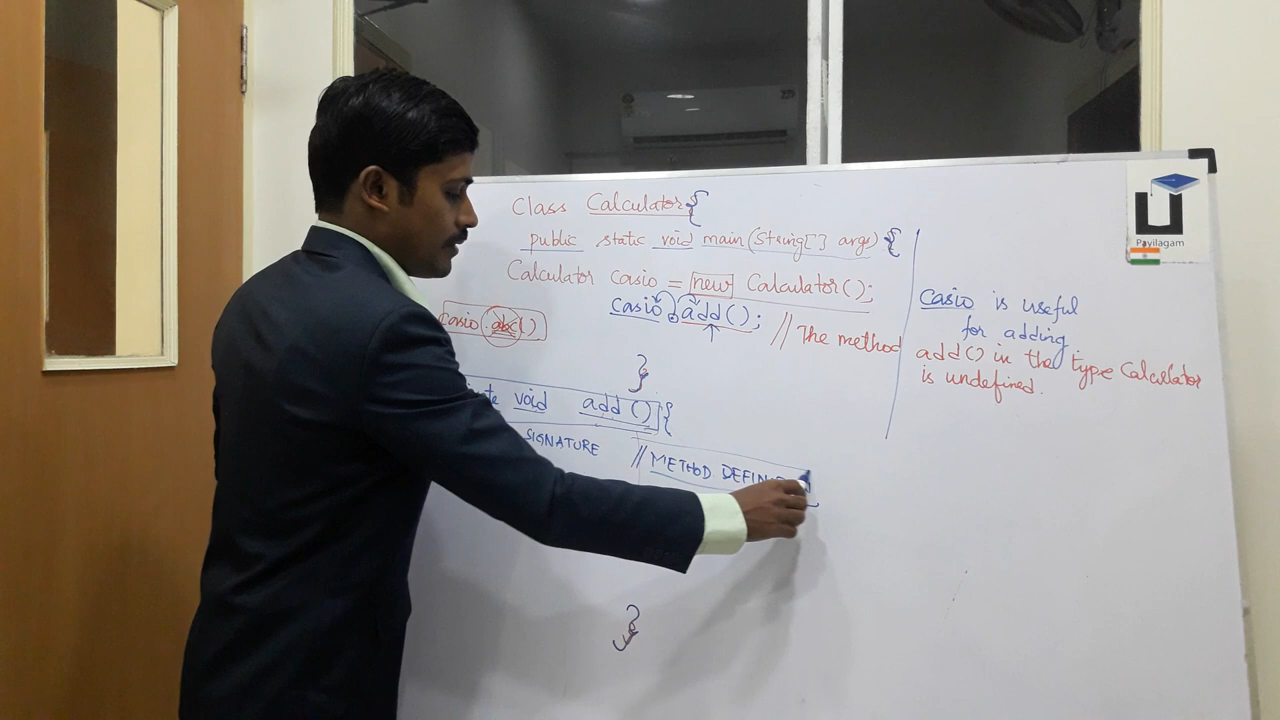 Class Calculator{
public static void main(String[] args) {
Calculator casio = new Calculator();
casio.add(); // The method
casio.abc()
}
void add(){
SIGNATURE // METHOD
}
Casio is useful
for adding.
add() in the type Calculator
is undefined.
Payilagam